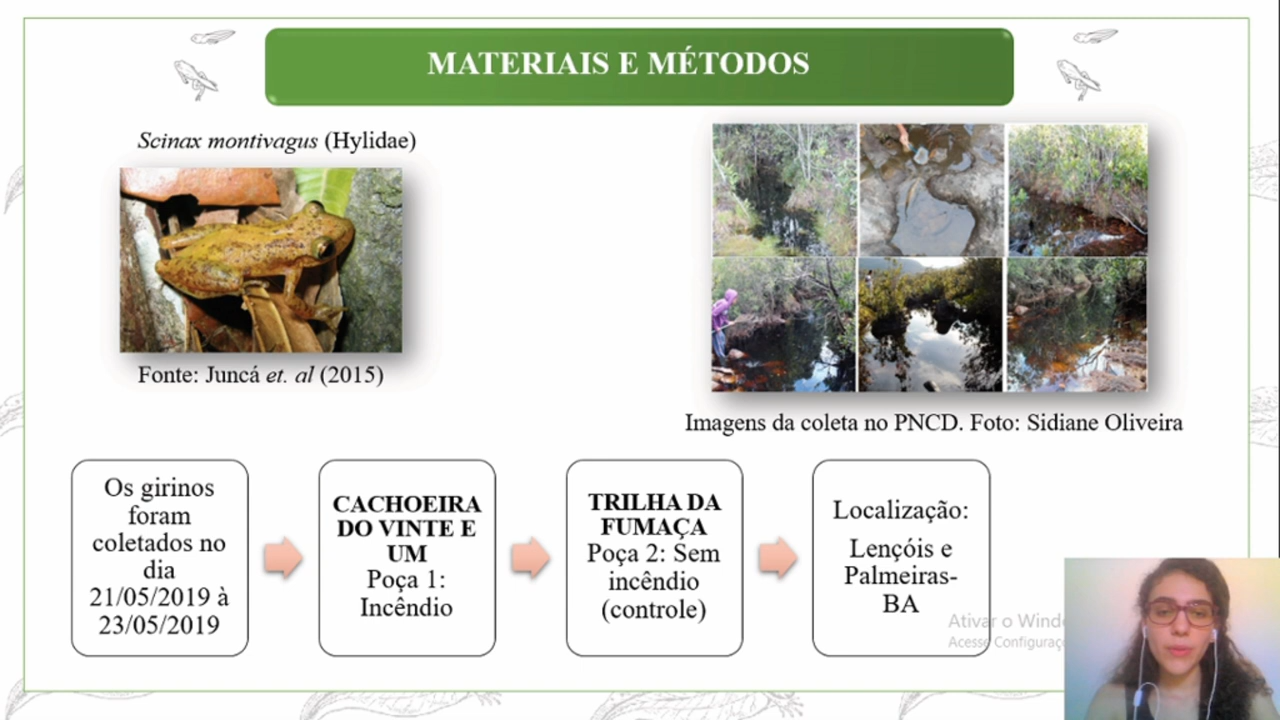 MATERIAIS E MÉTODOS
Scinax montivagus (Hylidae)
Fonte: Juncá et. al (2015)
Imagens da coleta no PNCD. Foto: Sidiane Oliveira
Os girinos
foram
coletados no
dia
21/05/2019 à
23/05/2019
CACHOEIRA
DO VINTE E
UM
Poça 1:
Incêndio
TRILHA DA
FUMAÇA
Poça 2: Sem
incêndio
(controle)
Localização:
Lençóis e
Palmeiras-
BA
Ativar o
Acesse